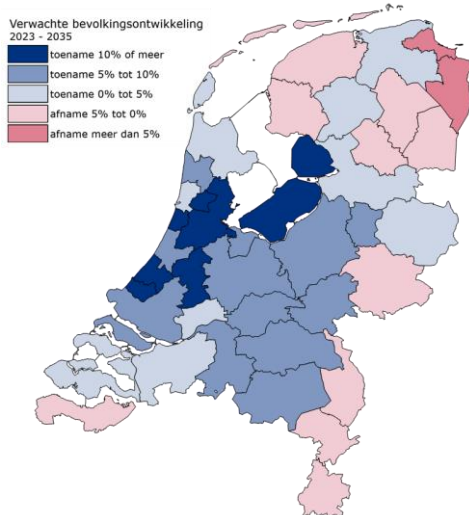 Verwachte bevolkingsontwikkeling
2023 - 2035
toename 10% of meer
toename 5% tot 10%
toename 0% tot 5%
afname 5% tot 0%
afname meer dan 5%